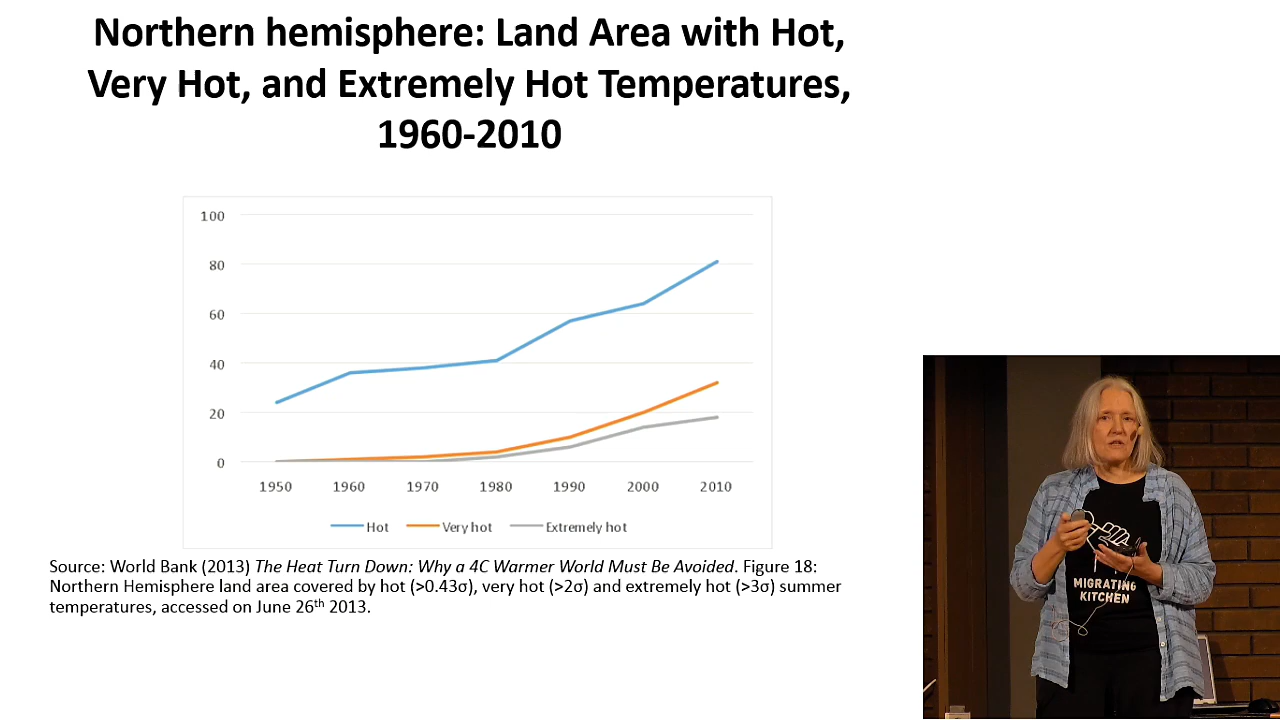 Northern hemisphere: Land Area with Hot,
Very Hot, and Extremely Hot Temperatures,
1960-2010
100
80
60
40
20
0
1950 1960 1970 1980 1990 2000 2010
Hot Very hot Extremely hot
Source: World Bank (2013) The Heat Turn Down: Why a 4C Warmer World Must Be Avoided. Figure 18:
Northern Hemisphere land area covered by hot (>0.43σ), very hot (>2σ) and extremely hot (>3σ) summer
temperatures, accessed on June 26th 2013.
MIGRATING
KITCHEN